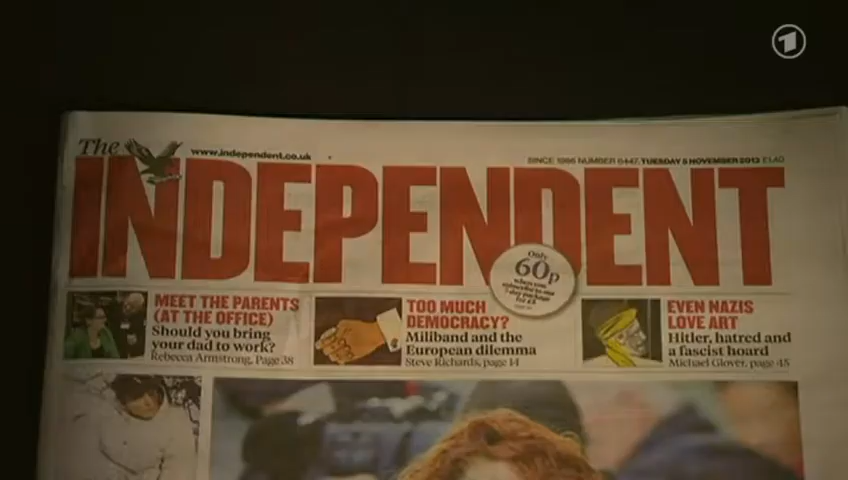 1
The
www.independent.co.uk
SINCE 1986 NUMBER 8447. TUESDAY 5 NOVEMBER 2013 £1.40
INDEPENDENT
Only
60p
MEET THE PARENTS
(AT THE OFFICE)
Should you bring
your dad to work?
Rebecca Armstrong, Page 38
TOO MUCH
DEMOCRACY?
Miliband and the
European dilemma
Steve Richards, page 14
EVEN NAZIS
LOVE ART
Hitler, hatred and
a fascist hoard
Michael Glover, page 45